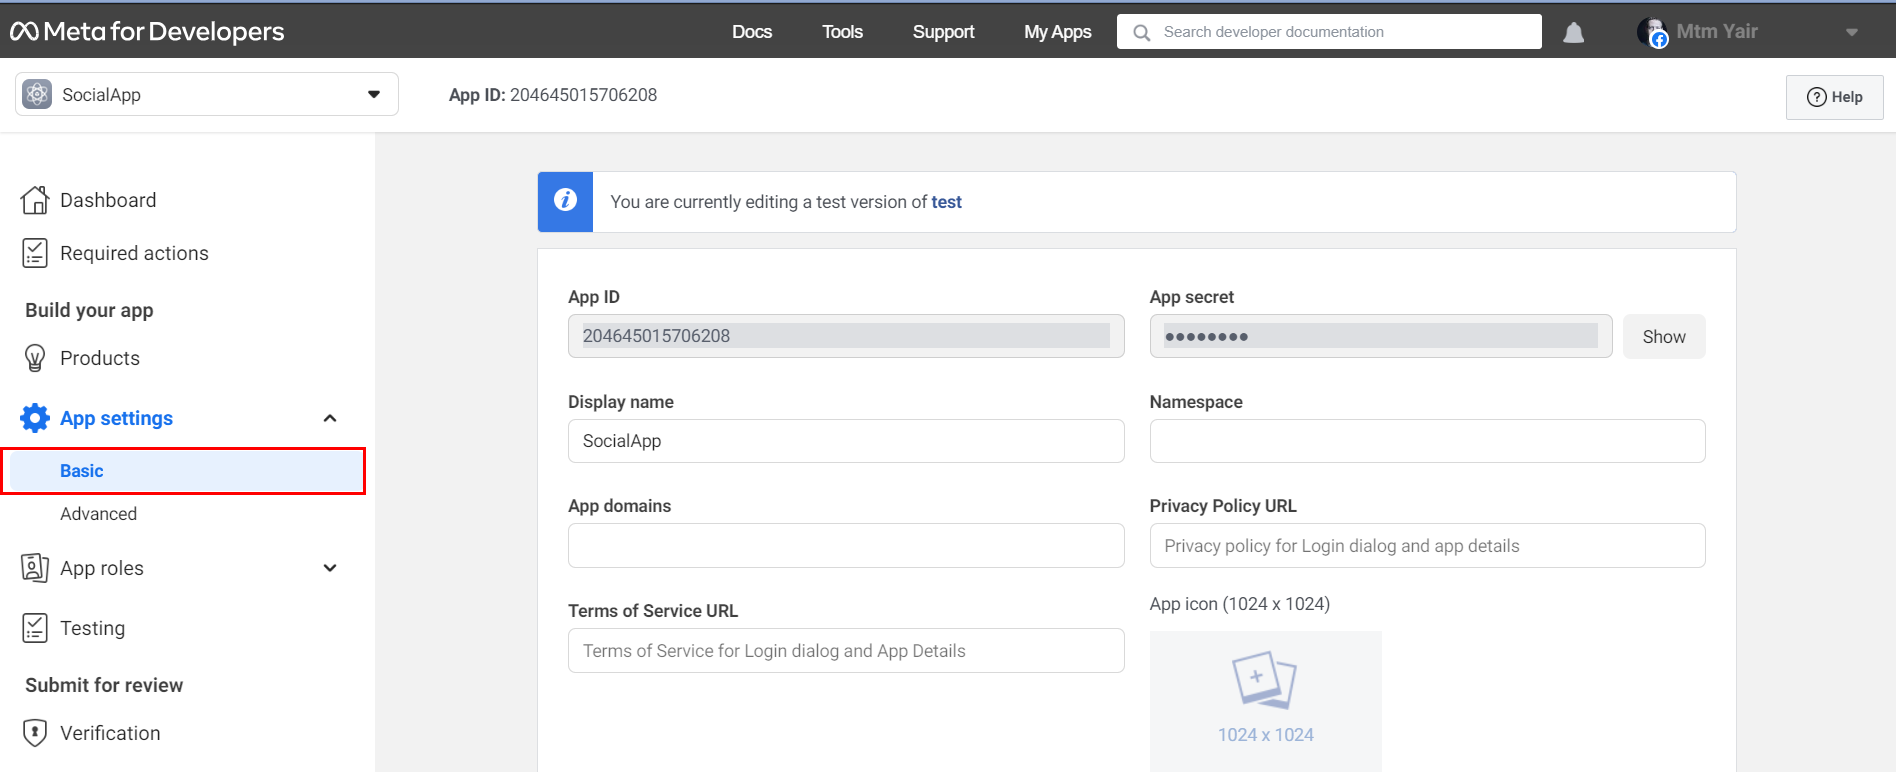 Meta for Developers
Docs
Tools
Support
My Apps
Search developer documentation
Mtm Yair
SocialApp
App ID: 204645015706208
Help
Dashboard
Required actions
Build your app
Products
App settings
Basic
Advanced
App roles
Testing
Submit for review
Verification
You are currently editing a test version of test
App ID
204645015706208
App secret
●●●●●●●●
Show
Display name
SocialApp
Namespace
App domains
Privacy Policy URL
Privacy policy for Login dialog and app details
Terms of Service URL
Terms of Service for Login dialog and App Details
App icon (1024 x 1024)
1024 x 1024